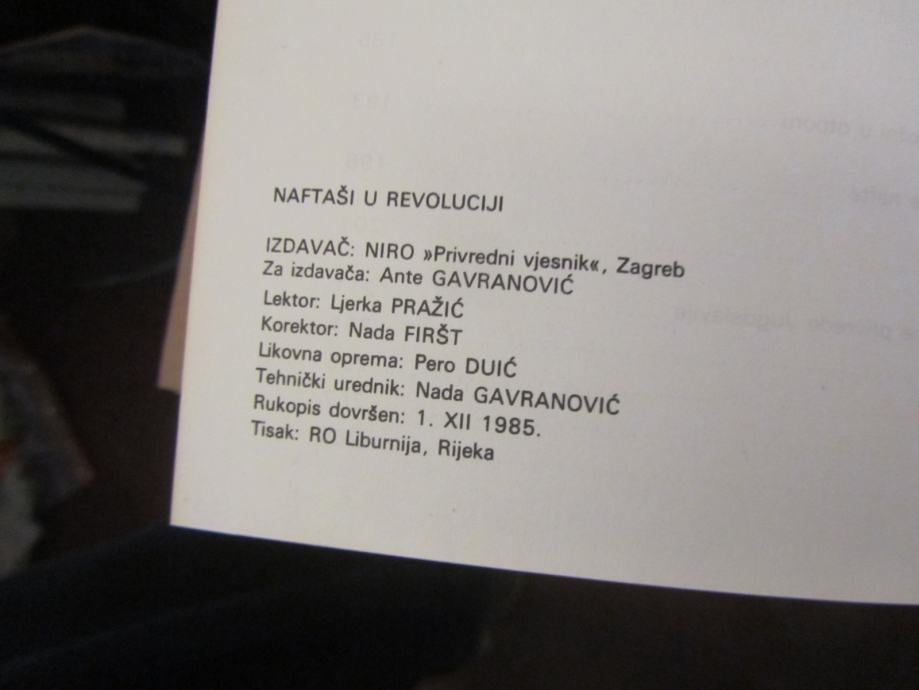 NAFTAŠI U REVOLUCIJI
IZDAVAČ: NIRO »Privredni vjesnik«, Zagreb
Za izdavača: Ante GAVRANOVIĆ
Lektor: Ljerka PRAŽIĆ
Korektor: Nada FIRŠT
Likovna oprema: Pero DUIĆ
Tehnički urednik: Nada GAVRANOVIĆ
Rukopis dovršen: 1. XII 1985.
Tisak: RO Liburnija, Rijeka